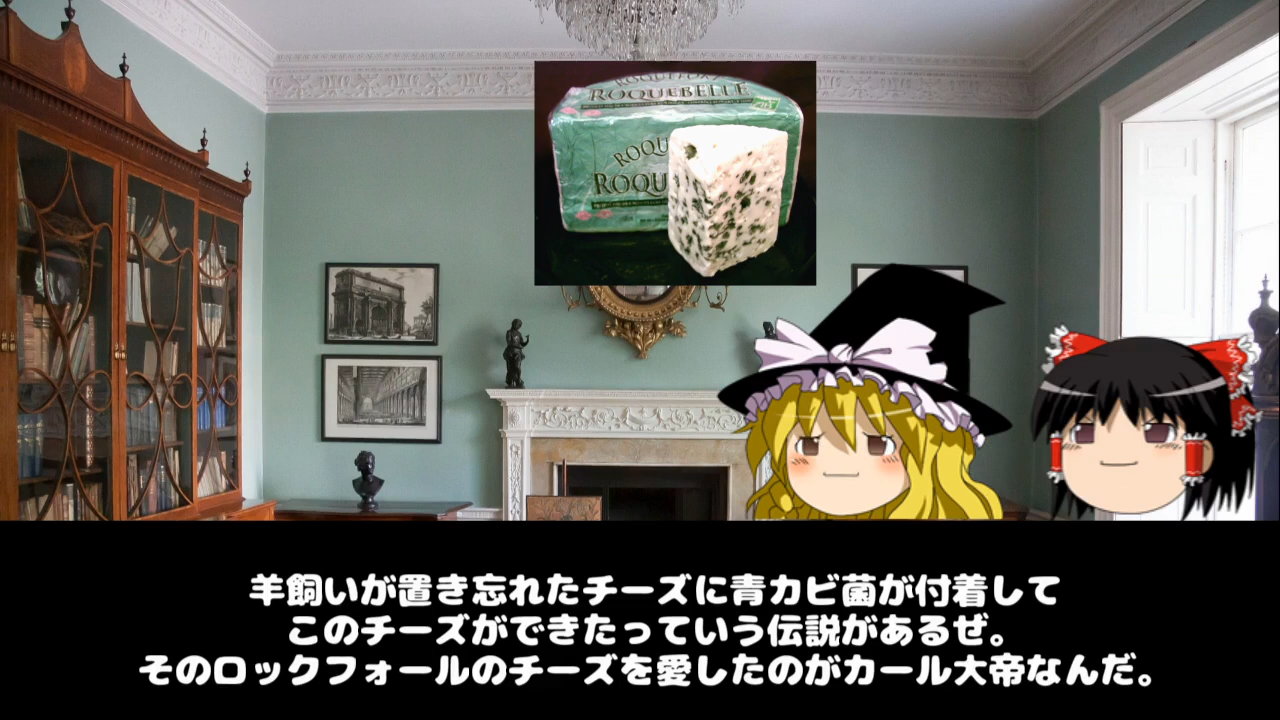 ROQUEBELLE
ROQU
ROQU
羊飼いが置き忘れたチーズに青カビ菌が付着して
このチーズができたっていう伝説があるぜ。
そのロックフォールのチーズを愛したのがカール大帝なんだ。